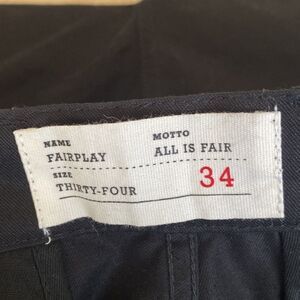 NAME MOTTO
FAIRPLAY ALL IS FAIR
SIZE
THIRTY-FOUR 34